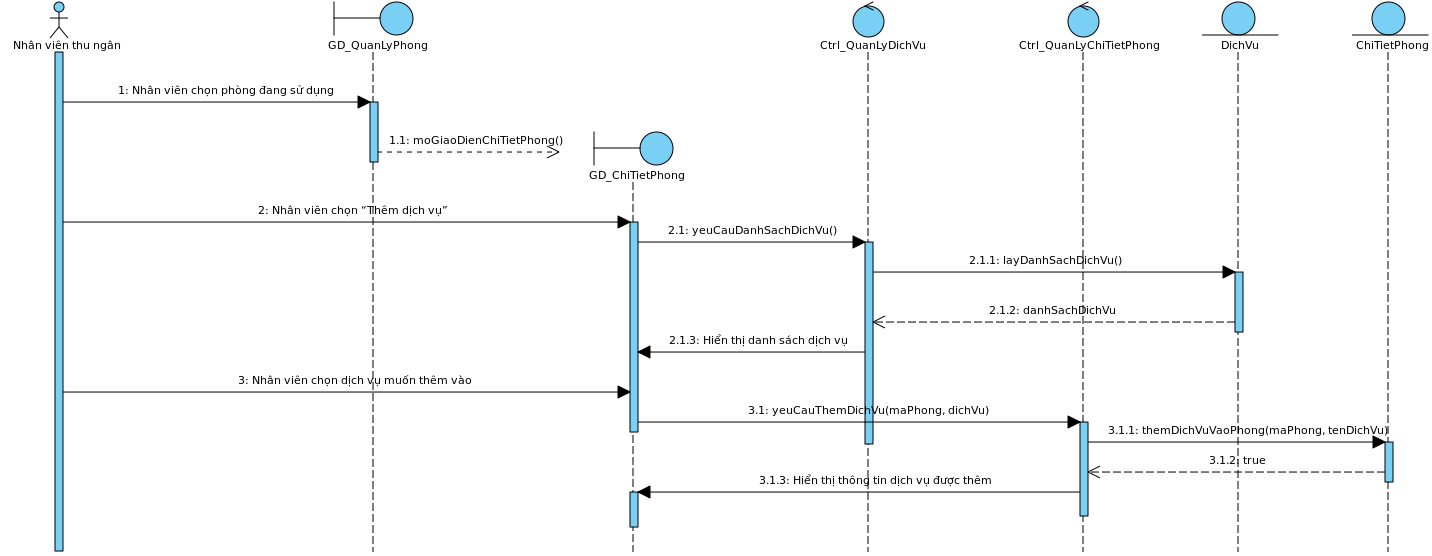 Nhân viên thu ngân
GD_QuanLyPhong
Ctrl_QuanLyDichVu
Ctrl_QuanLyChiTietPhong
DichVu
ChiTietPhong
1: Nhân viên chọn phòng đang sử dụng
1.1: moGiaoDienChiTietPhong()
GD_ChiTietPhong
2: Nhân viên chọn “Thêm dịch vụ”
2.1: yeuCauDanhSachDichVu()
2.1.1: layDanhSachDichVu()
2.1.2: danhSachDichVu
2.1.3: Hiển thị danh sách dịch vụ
3: Nhân viên chọn dịch vụ muốn thêm vào
3.1: yeuCauThemDichVu(maPhong, dichVu)
3.1.1: themDichVuVaoPhong(maPhong, tenDichVu)
3.1.2: true
3.1.3: Hiển thị thông tin dịch vụ được thêm